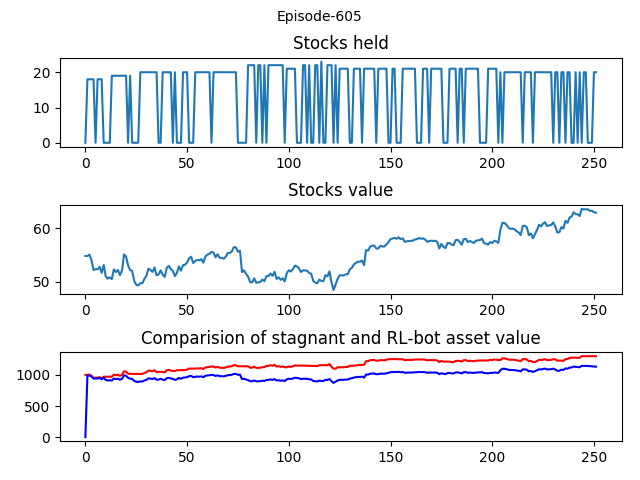 Episode-605
Stocks held
20
10
0
0 50 100 150 200 250
Stocks value
60
50
0 50 100 150 200 250
Comparision of stagnant and RL-bot asset value
1000
500
0
0 50 100 150 200 250